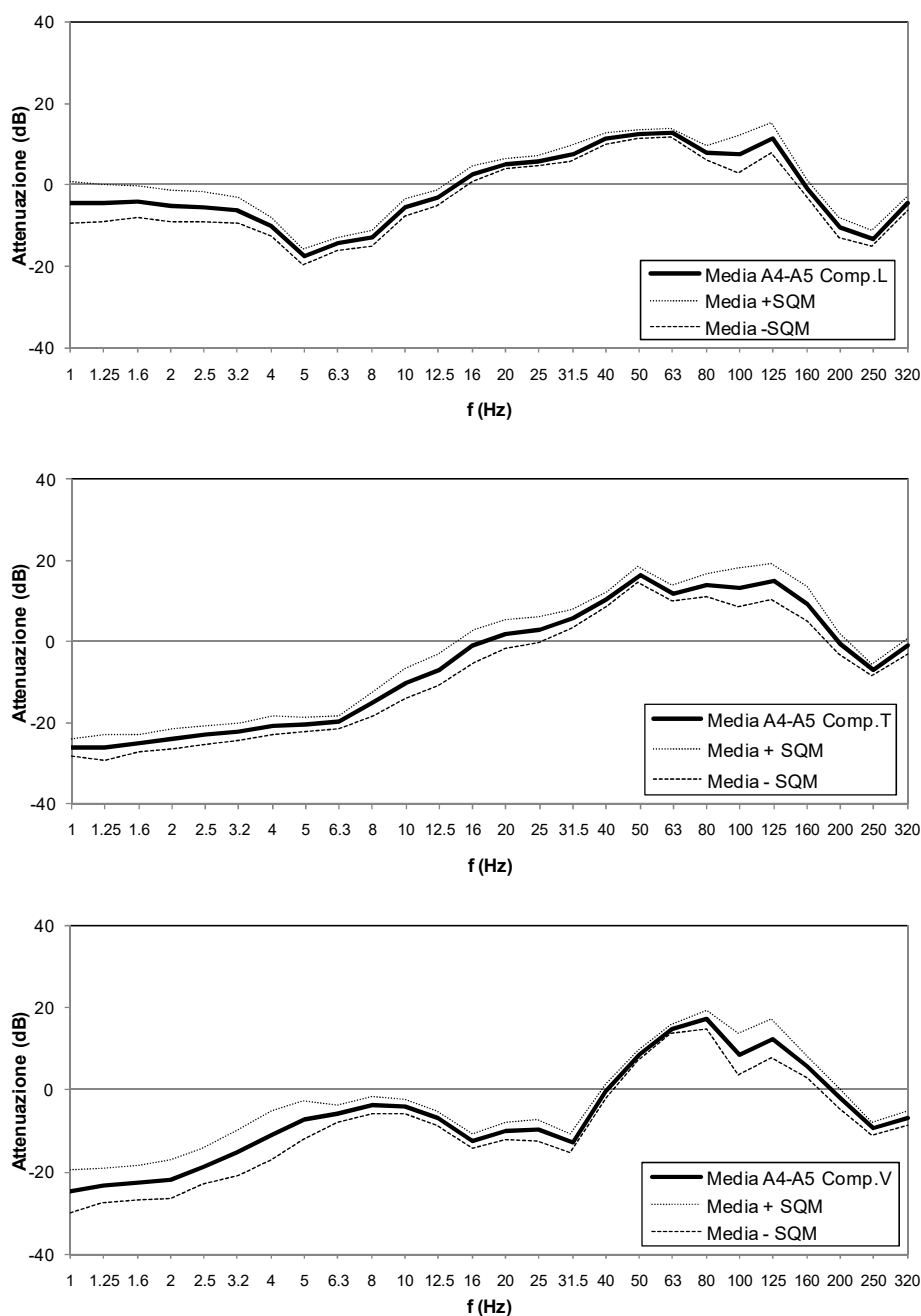 40
20
0
-20
-40
Attenuazione (dB)
Media A4-A5 Comp.L
Media +SQM
Media -SQM
1 1.25 1.6 2 2.5 3.2 4 5 6.3 8 10 12.5 16 20 25 31.5 40 50 63 80 100 125 160 200 250 320
f (Hz)
40
20
0
-20
-40
Attenuazione (dB)
Media A4-A5 Comp.T
Media + SQM
Media - SQM
1 1.25 1.6 2 2.5 3.2 4 5 6.3 8 10 12.5 16 20 25 31.5 40 50 63 80 100 125 160 200 250 320
f (Hz)
40
20
0
-20
-40
Attenuazione (dB)
Media A4-A5 Comp.V
Media + SQM
Media - SQM
1 1.25 1.6 2 2.5 3.2 4 5 6.3 8 10 12.5 16 20 25 31.5 40 50 63 80 100 125 160 200 250 320
f (Hz)